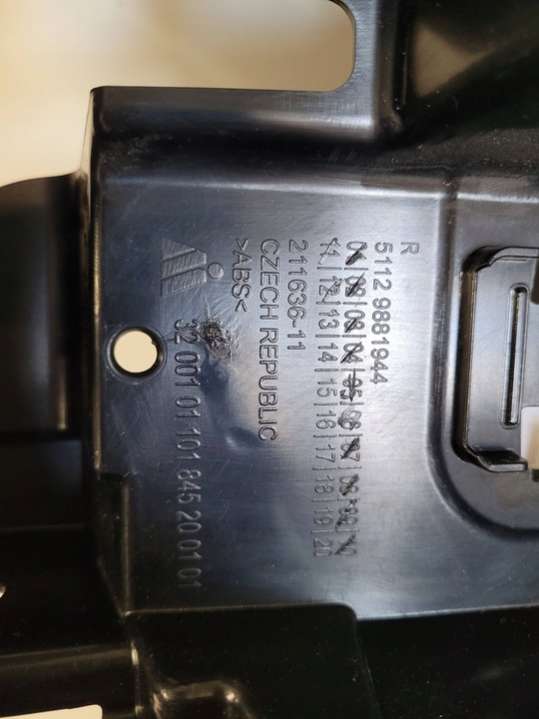 R
5112 9881944
01|02|03|04|05|06|07|08|09|10
11|12|13|14|15|16|17|18|19|20
211636-11
CZECH REPUBLIC
>ABS<
32 001 01 101 845 20 01 01